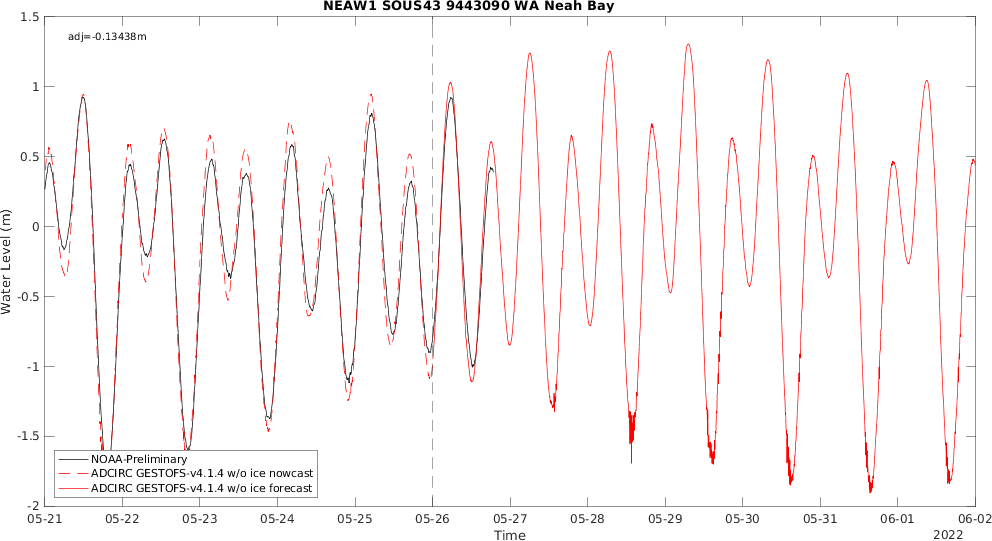 NEAW1 SOUS43 9443090 WA Neah Bay
adj=-0.13438m
1.5
1
0.5
0
-0.5
-1
-1.5
-2
Water Level (m)
NOAA-Preliminary
ADCIRC GESTOFS-v4.1.4 w/o ice nowcast
ADCIRC GESTOFS-v4.1.4 w/o ice forecast
05-21 05-22 05-23 05-24 05-25 05-26 05-27 05-28 05-29 05-30 05-31 06-01 06-02
Time
2022